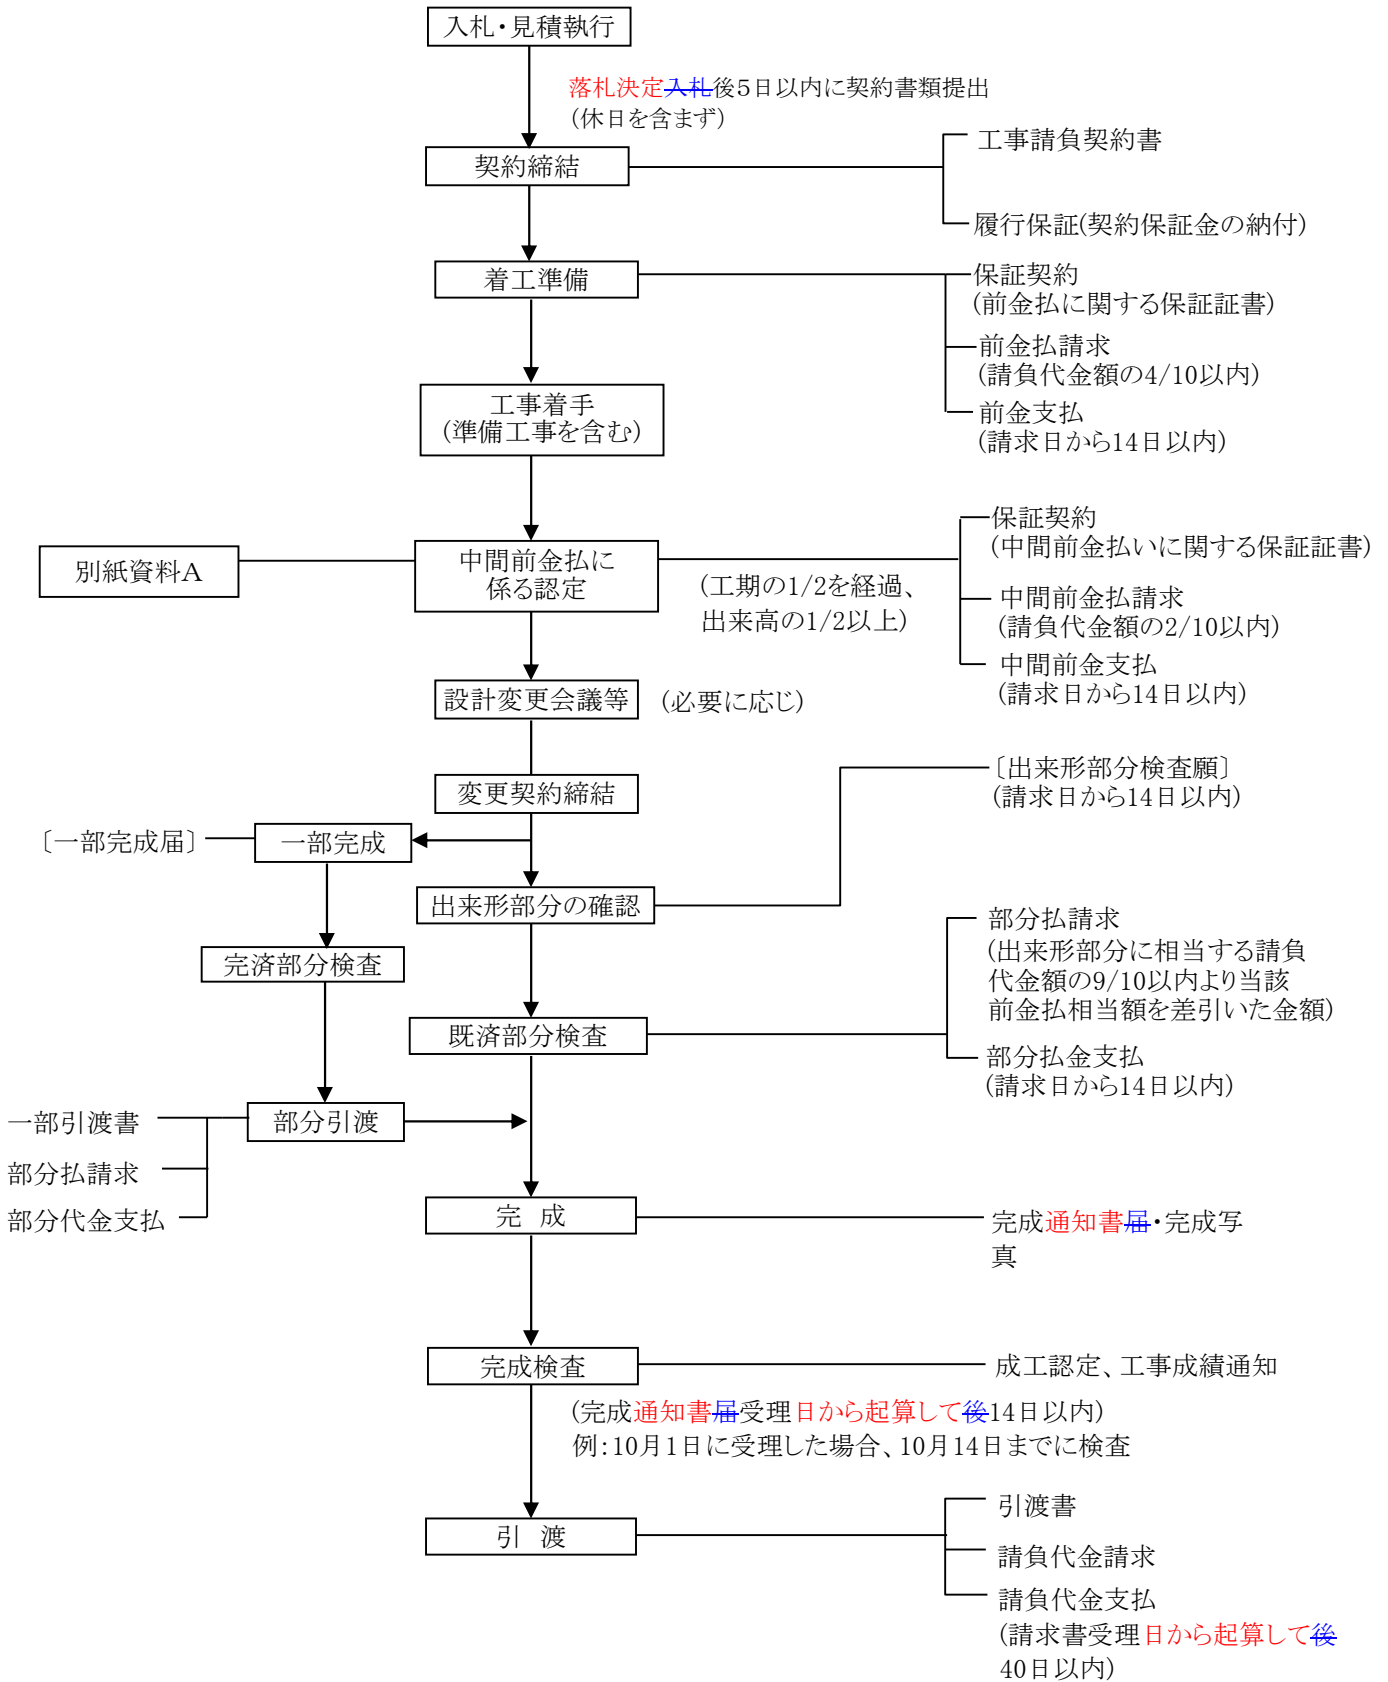 入札・見積執行
落札決定入札後5日以内に契約書類提出
(休日を含まず)
契約締結
工事請負契約書
履行保証(契約保証金の納付)
着工準備
保証契約
(前金払に関する保証証書)
前金払請求
(請負代金額の4/10以内)
前金支払
(請求日から14日以内)
工事着手
(準備工事を含む)
別紙資料A
中間前金払に
係る認定
(工期の1/2を経過、
出来高の1/2以上)
保証契約
(中間前金払いに関する保証証書)
中間前金払請求
(請負代金額の2/10以内)
中間前金支払
(請求日から14日以内)
設計変更会議等
(必要に応じ)
変更契約締結
〔出来形部分検査願〕
(請求日から14日以内)
〔一部完成届〕
一部完成
出来形部分の確認
完済部分検査
部分払請求
(出来形部分に相当する請負
代金額の9/10以内より当該
前金払相当額を差引いた金額)
既済部分検査
部分払金支払
(請求日から14日以内)
部分引渡
一部引渡書
部分払請求
部分代金支払
完 成
完成通知書届・完成写
真
完成検査
成工認定、工事成績通知
(完成通知書届受理日から起算して後14日以内)
例:10月1日に受理した場合、10月14日までに検査
引 渡
引渡書
請負代金請求
請負代金支払
(請求書受理日から起算して後
40日以内)